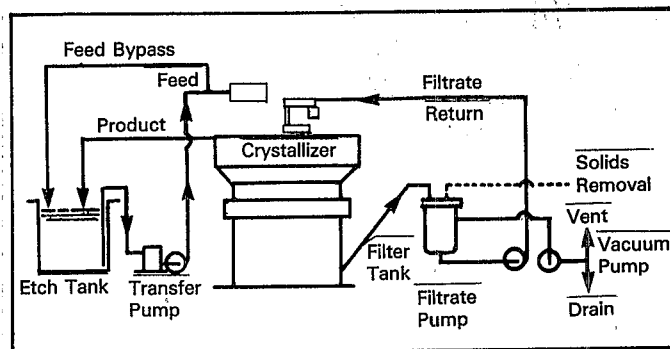 Feed Bypass
Feed
Filtrate
Return
Product
Crystallizer
Solids
Removal
Vent
Vacuum
Pump
Filter
Tank
Etch Tank
Transfer
Pump
Filtrate
Pump
Drain